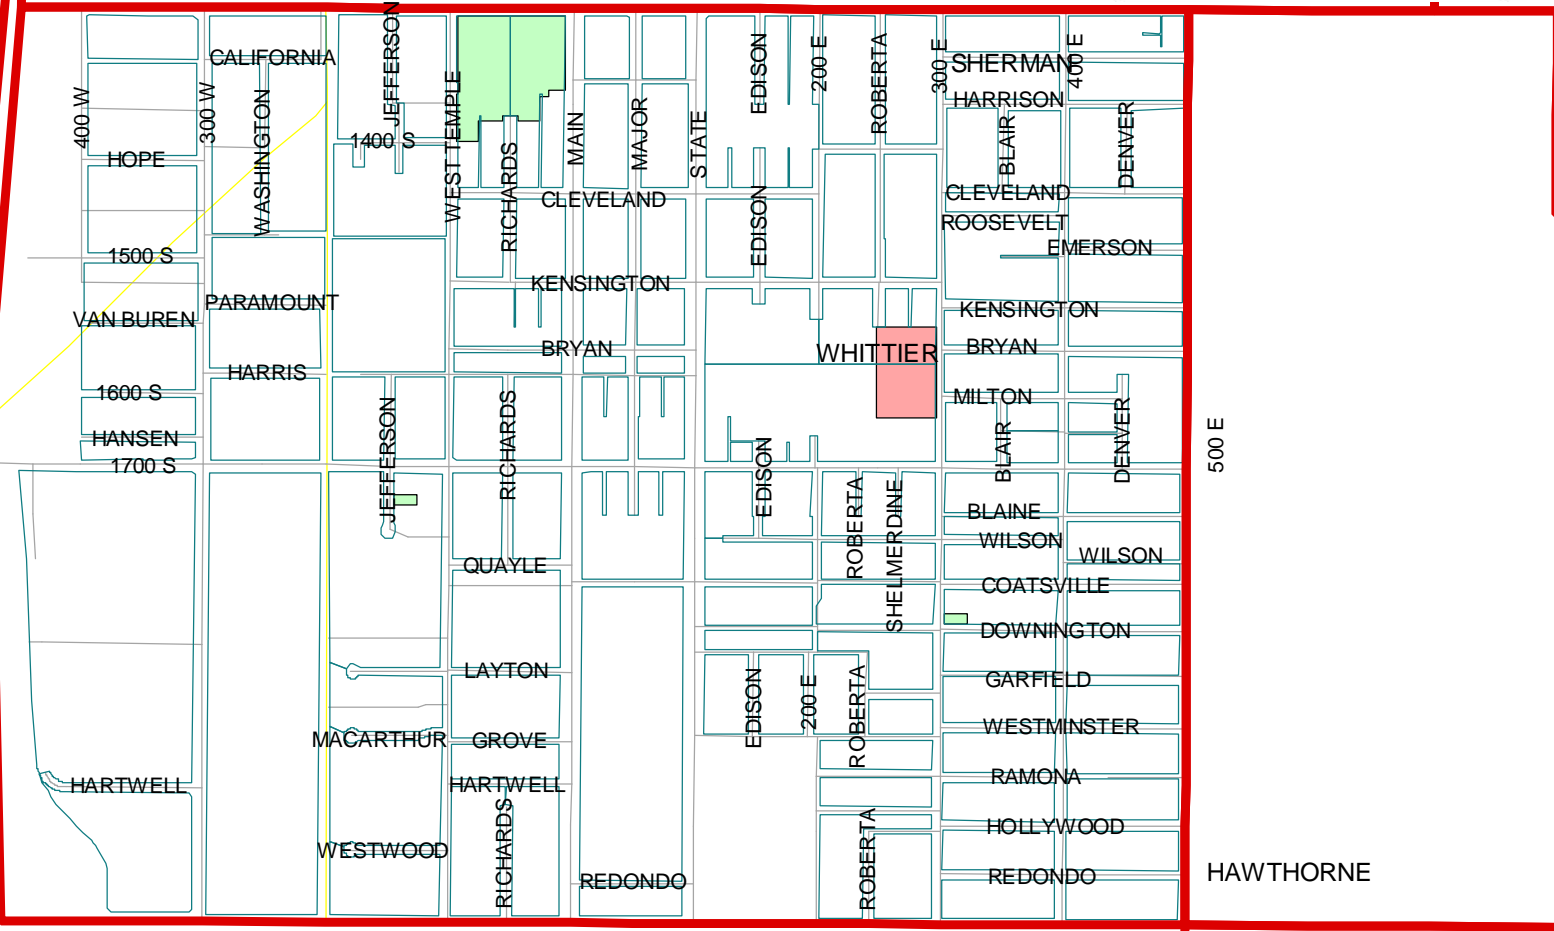 JEFFERSON
CALIFORNIA
EDISON
200 E
ROBERTA
300 E
SHERMAN
400 E
HARRISON
400 W
300 W
WASHINGTON
1400 S
WEST TEMPLE
RICHARDS
MAIN
MAJOR
STATE
BLAIR
DENVER
HOPE
CLEVELAND
EDISON
CLEVELAND
ROOSEVELT
EMERSON
1500 S
KENSINGTON
PARAMOUNT
KENSINGTON
VAN BUREN
BRYAN
WHITTIER
BRYAN
HARRIS
1600 S
MILTON
HANSEN
JEFFERSON
RICHARDS
EDISON
BLAIR
DENVER
500 E
1700 S
ROBERTA
SHELMERDINE
BLAINE
WILSON
WILSON
QUAYLE
COATSVILLE
DOWNINGTON
LAYTON
GARFIELD
EDISON
200 E
ROBERTA
WESTMINSTER
MACARTHUR
GROVE
RAMONA
HARTWELL
HARTWELL
RICHARDS
HOLLYWOOD
ROBERTA
WESTWOOD
REDONDO
REDONDO
HAWTHORNE